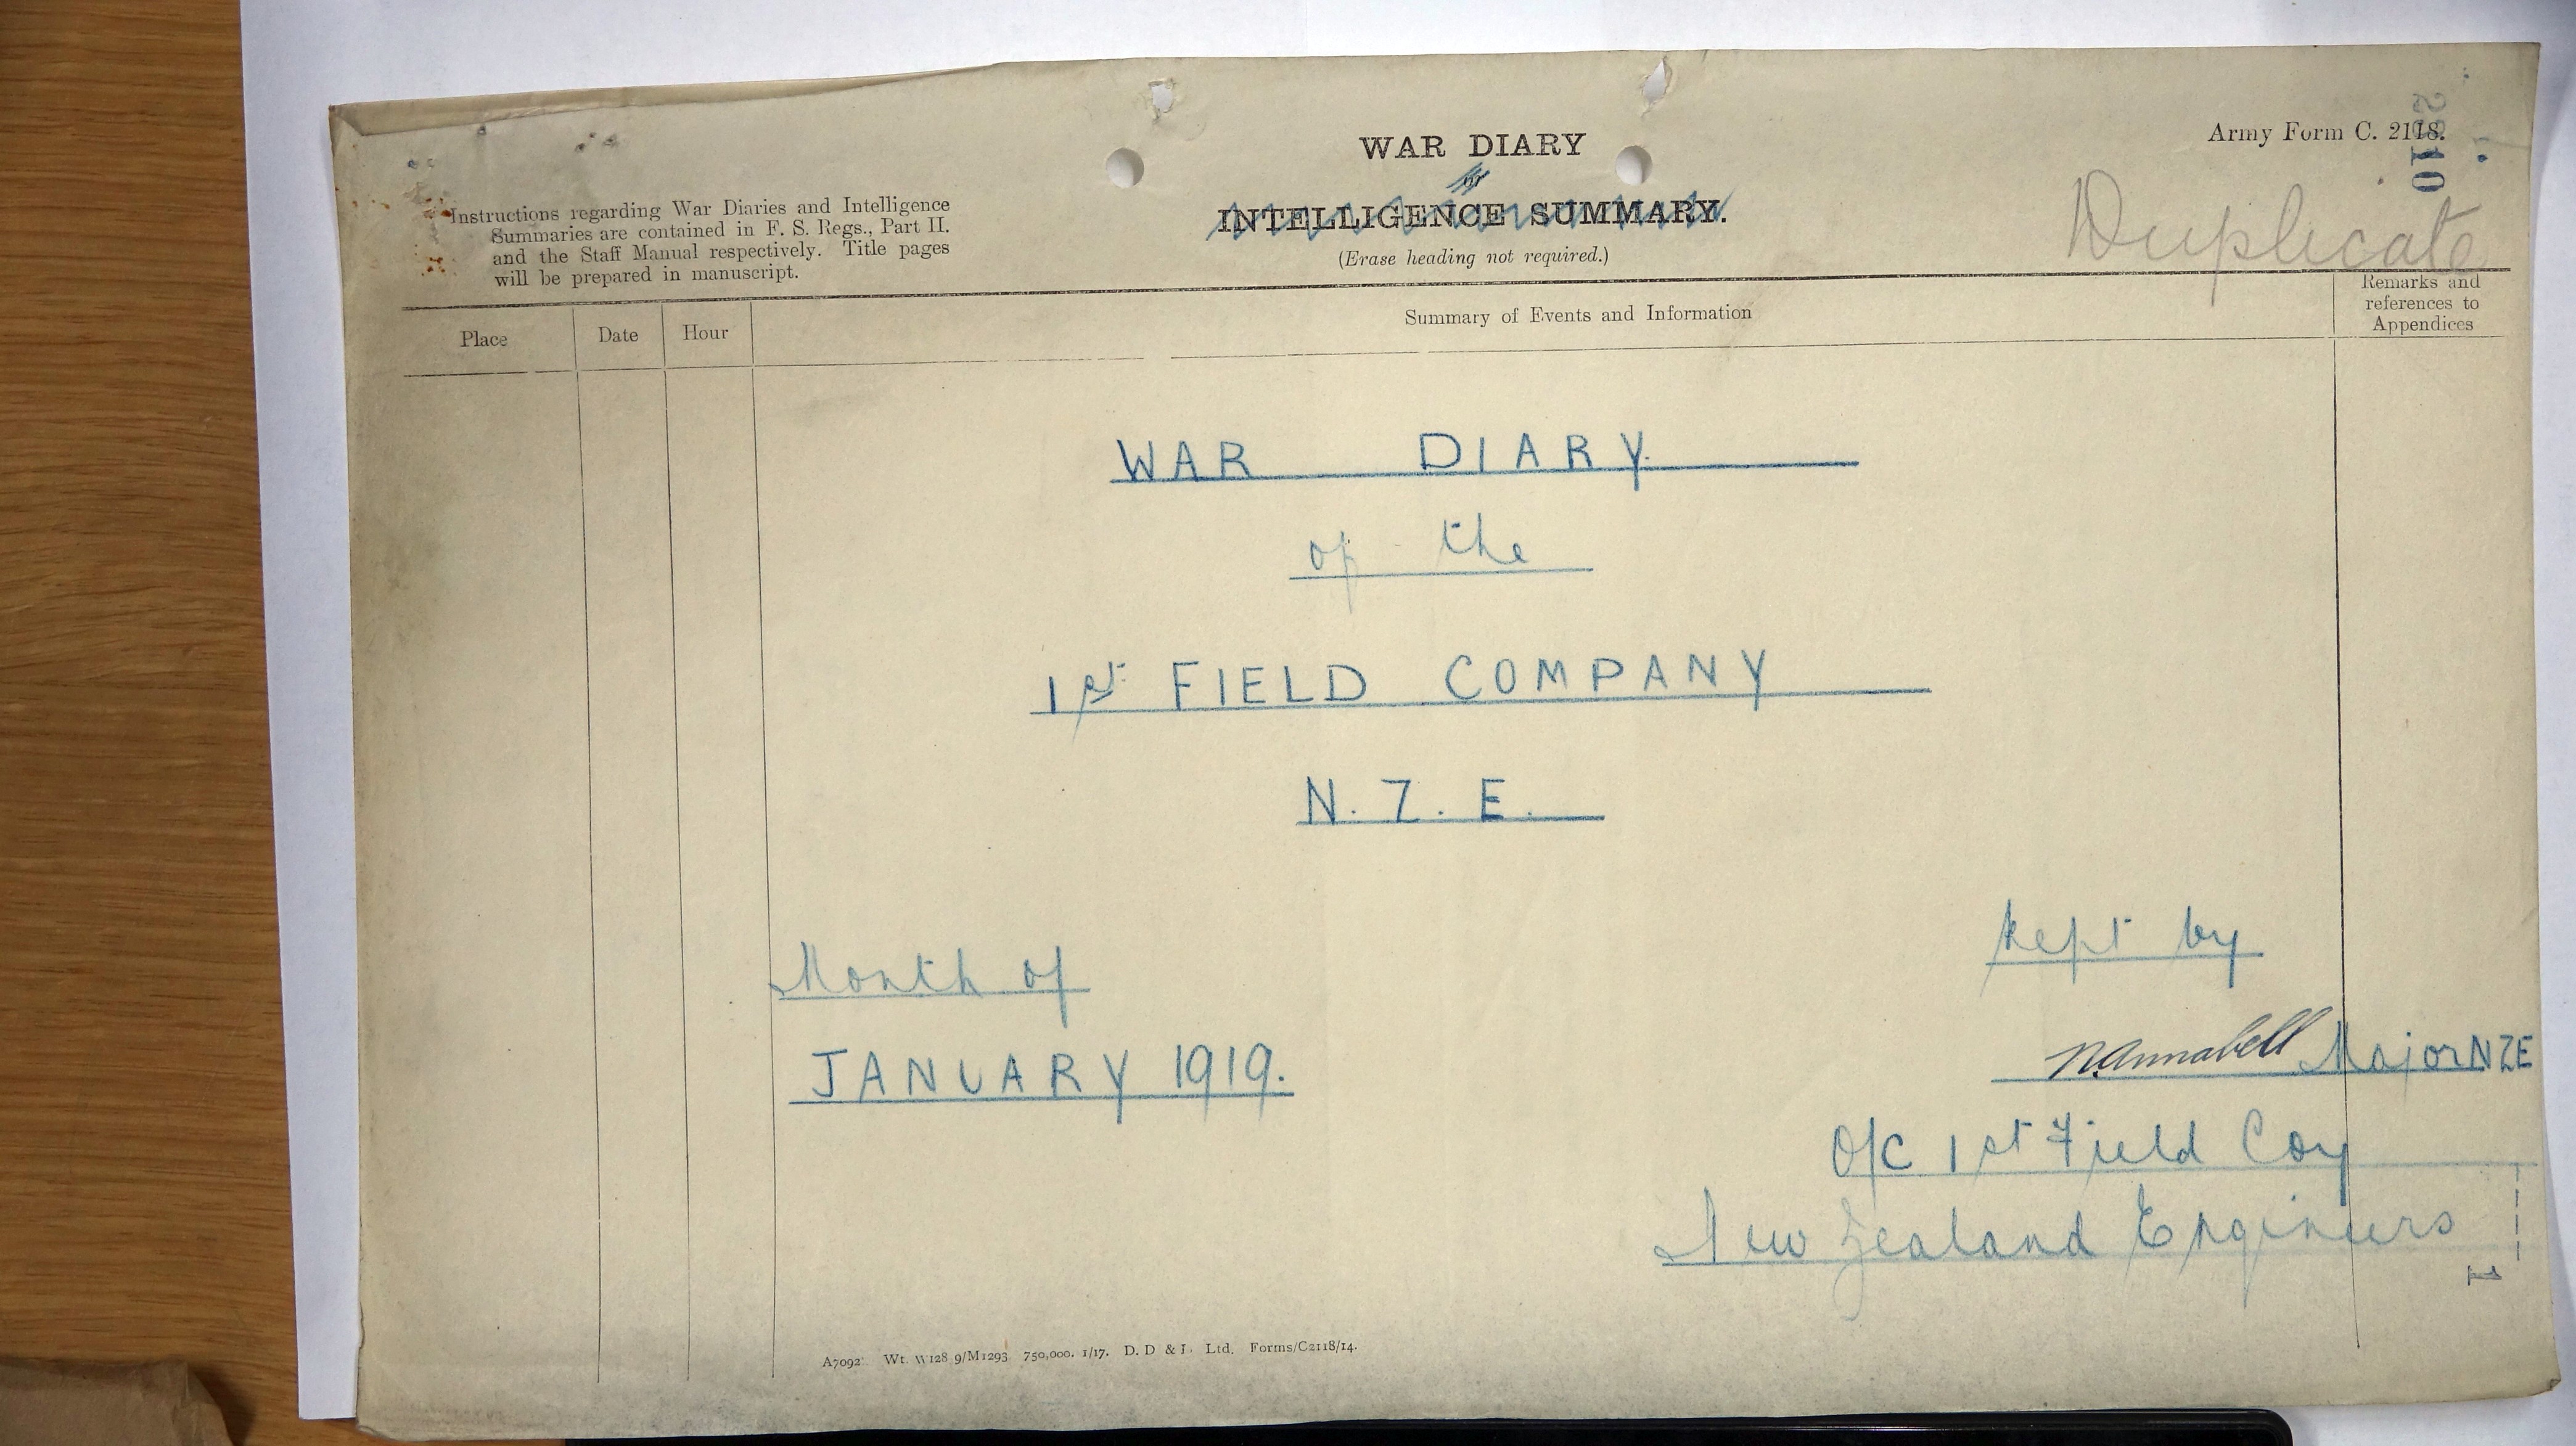 WAR DIARY
or
INTELLIGENCE SUMMARY.
(Erase heading not required.)
Army Form C. 2118.
Duplicate
Instructions regarding War Diaries and Intelligence
Summaries are contained in F. S. Regs., Part II.
and the Staff Manual respectively. Title pages
will be prepared in manuscript.
Place
Date
Hour
Summary of Events and Information
Remarks and
references to
Appendices
WAR DIARY.
of the
1st FIELD COMPANY
N. Z. E.
kept by
Month of
JANUARY 1919.
N.Annabell Major NZE
O/C 1st Field Coy
New Zealand Engineers
1
A7092. Wt. 9/M1293 750,000. 1/17. D. D & L. Ltd. Forms/C2118/14.